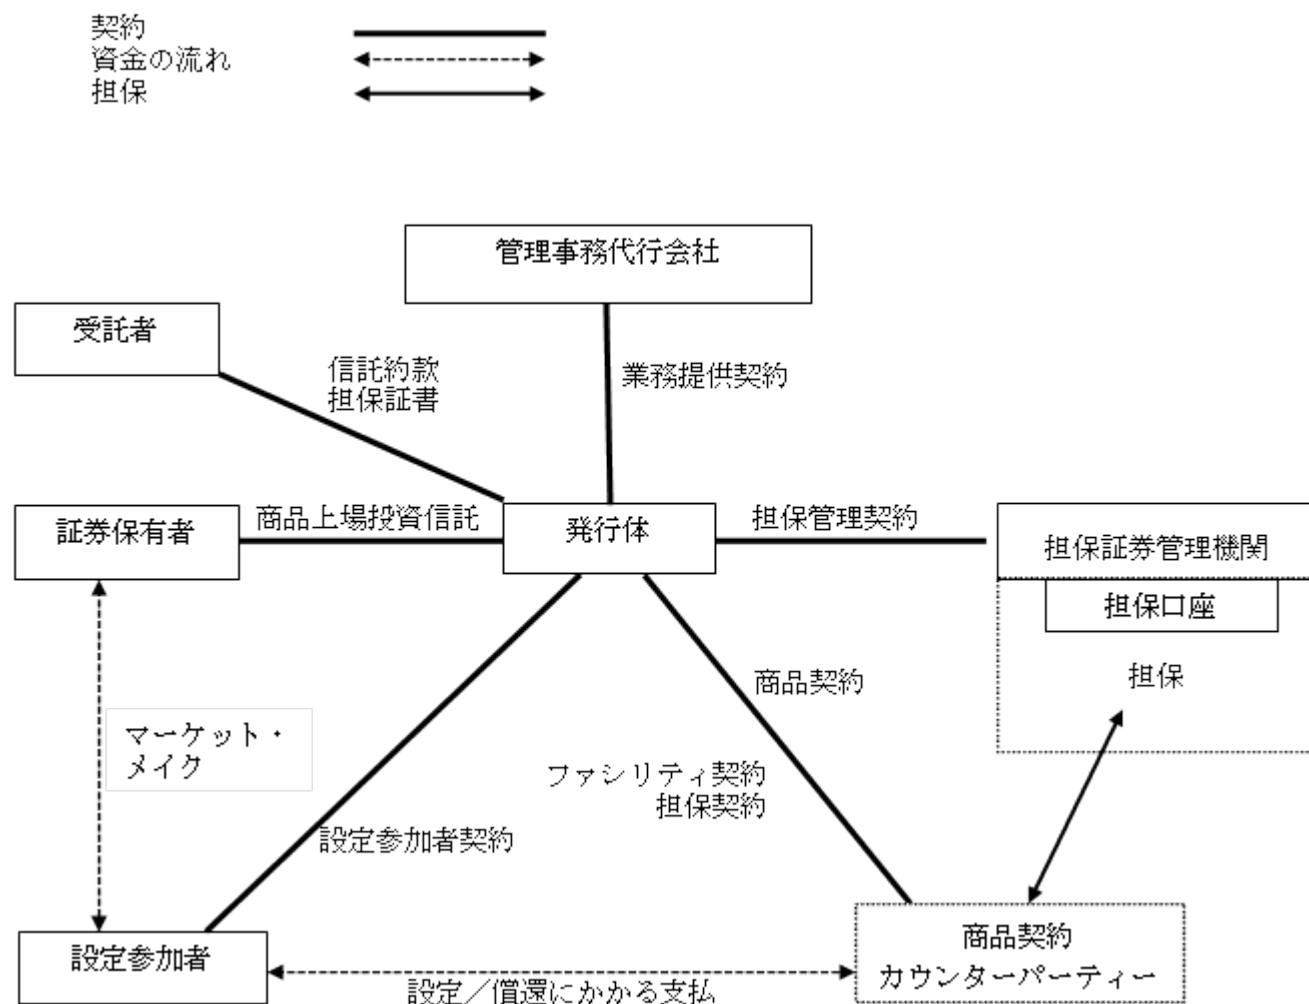 契約
資金の流れ
担保
管理事務代行会社
受託者
信託約款
担保証書
業務提供契約
証券保有者
商品上場投資信託
発行体
担保管理契約
担保証券管理機関
担保口座
担保
商品契約
マーケット・
メイク
ファシリティ契約
担保契約
設定参加者契約
設定参加者
設定／償還にかかる支払
商品契約
カウンターパーティー